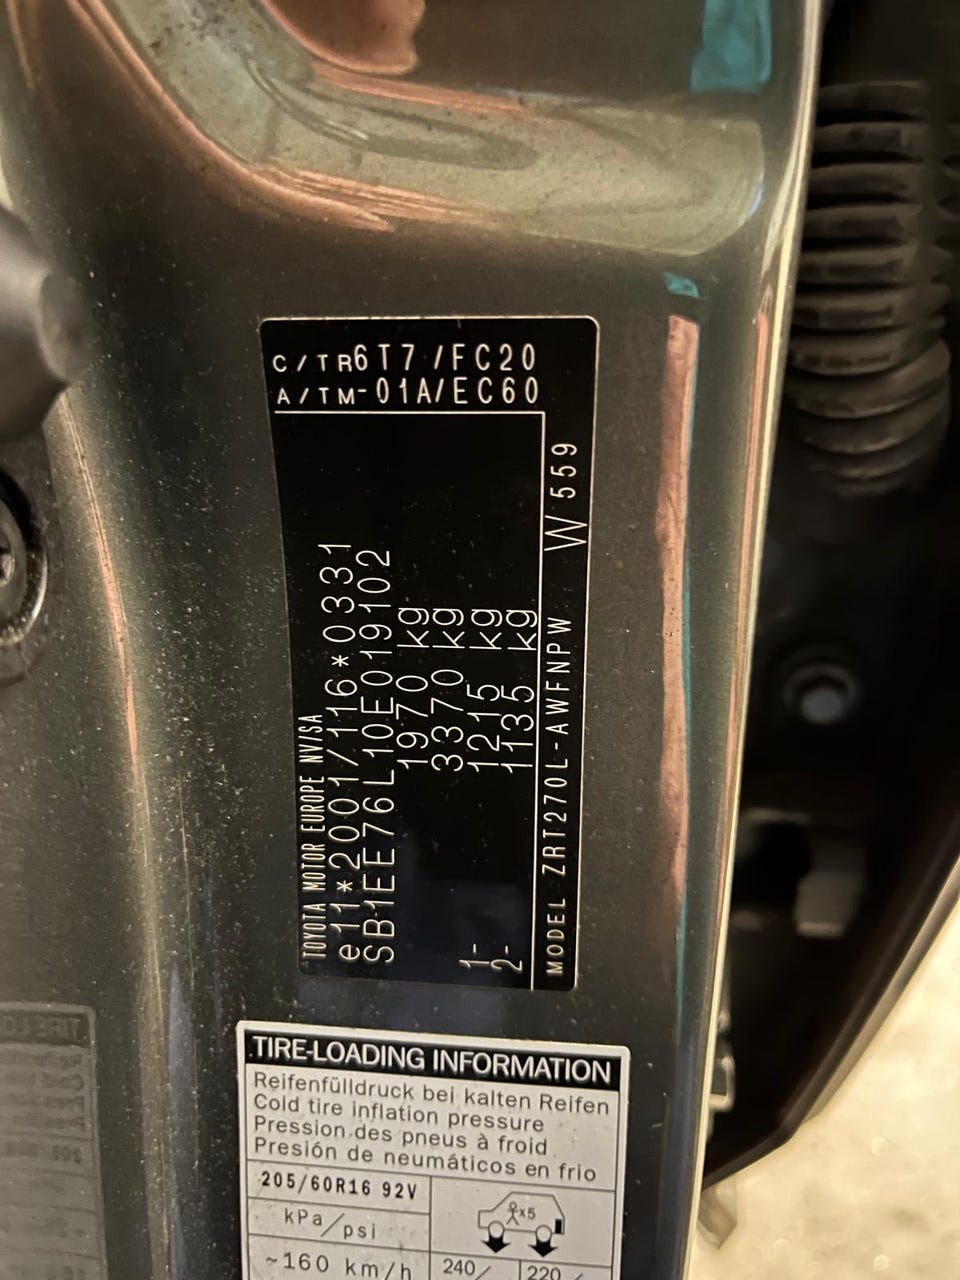 C/TR 6T7 /FC20
A/TM -01A/EC60
TOYOTA MOTOR EUROPE NV/SA
e11*2001/116*0331
SB1EE76L10E019102
1970 kg
3370 kg
1- 1215 kg
2- 1135 kg
MODEL ZRT270L-AWFNPW W559
TIRE-LOADING INFORMATION
Reifenfülldruck bei kalten Reifen
Cold tire inflation pressure
Pression des pneus à froid
Presión de neumáticos en frio
205/60R16 92V
x5
kPa/psi
~160 km/h
240/ 220/